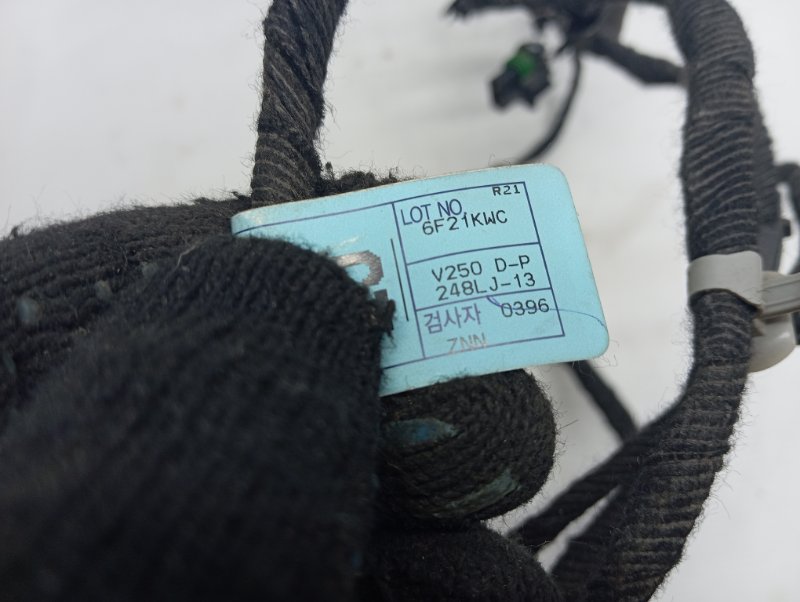 R21
LOT NO.
6F21KWC
V250 D-P
248LJ-13
검사자 0396
ZNN